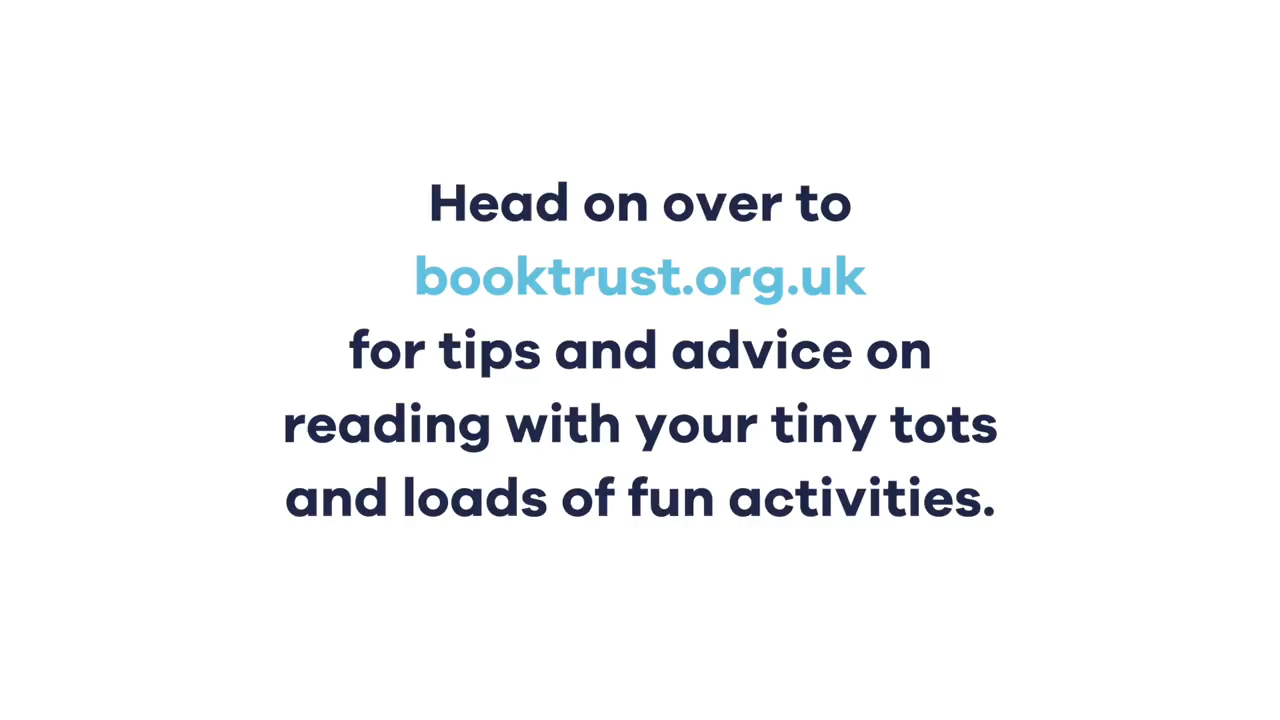 Head on over to
booktrust.org.uk
for tips and advice on
reading with your tiny tots
and loads of fun activities.